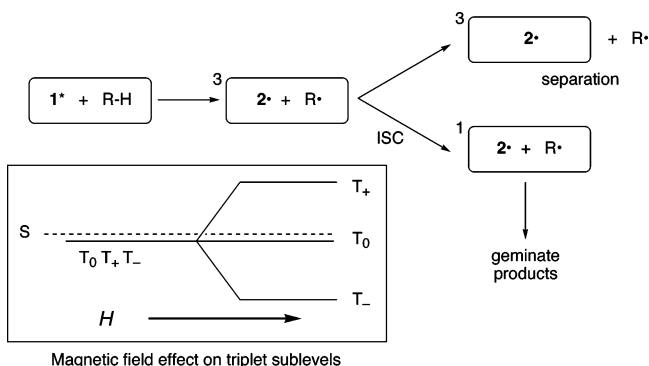 3
2• + R•
separation
1* + R-H
3
2• + R•
ISC
1
2• + R•
geminate
products
S
T+
T0
T0 T+ T−
T−
H
Magnetic field effect on triplet sublevels